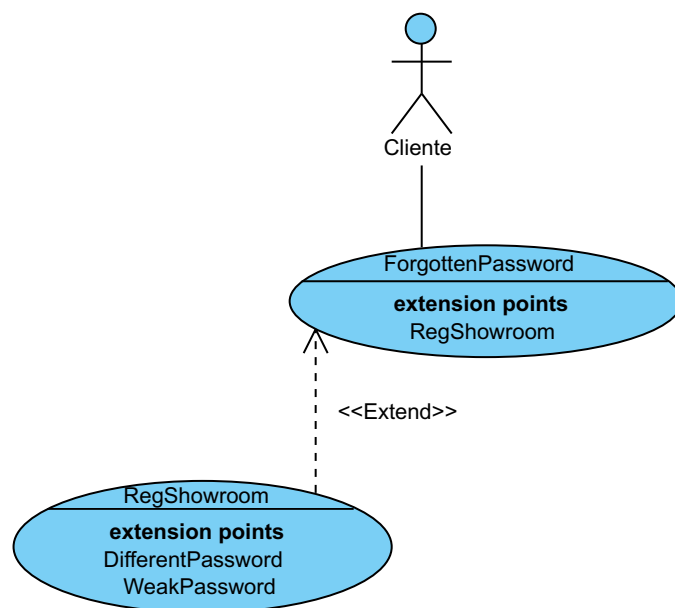 Cliente
ForgottenPassword
extension points
RegShowroom
<<Extend>>
RegShowroom
extension points
DifferentPassword
WeakPassword